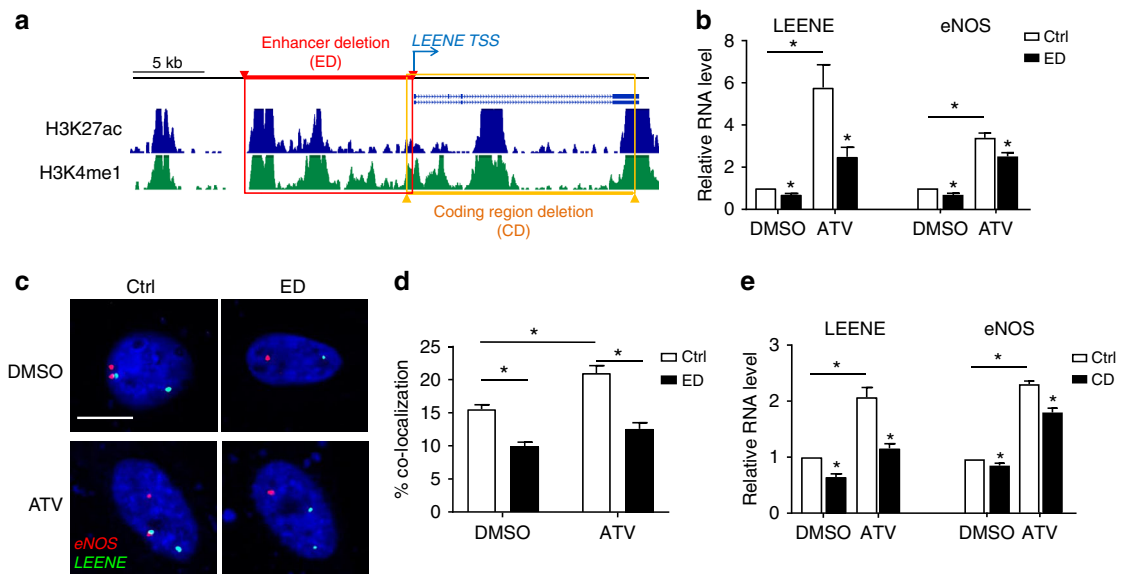 a
Enhancer deletion
(ED)
LEENE TSS
5 kb
H3K27ac
H3K4me1
Coding region deletion
(CD)
b
LEENE
eNOS
Ctrl
ED
Relative RNA level
8
6
4
2
0
*
*
*
*
*
*
DMSO
ATV
DMSO
ATV
c
Ctrl
ED
DMSO
ATV
eNOS
LEENE
d
% co-localization
25
20
15
10
5
0
*
*
*
Ctrl
ED
DMSO
ATV
e
LEENE
eNOS
Ctrl
CD
Relative RNA level
3
2
1
0
*
*
*
*
*
*
DMSO
ATV
DMSO
ATV